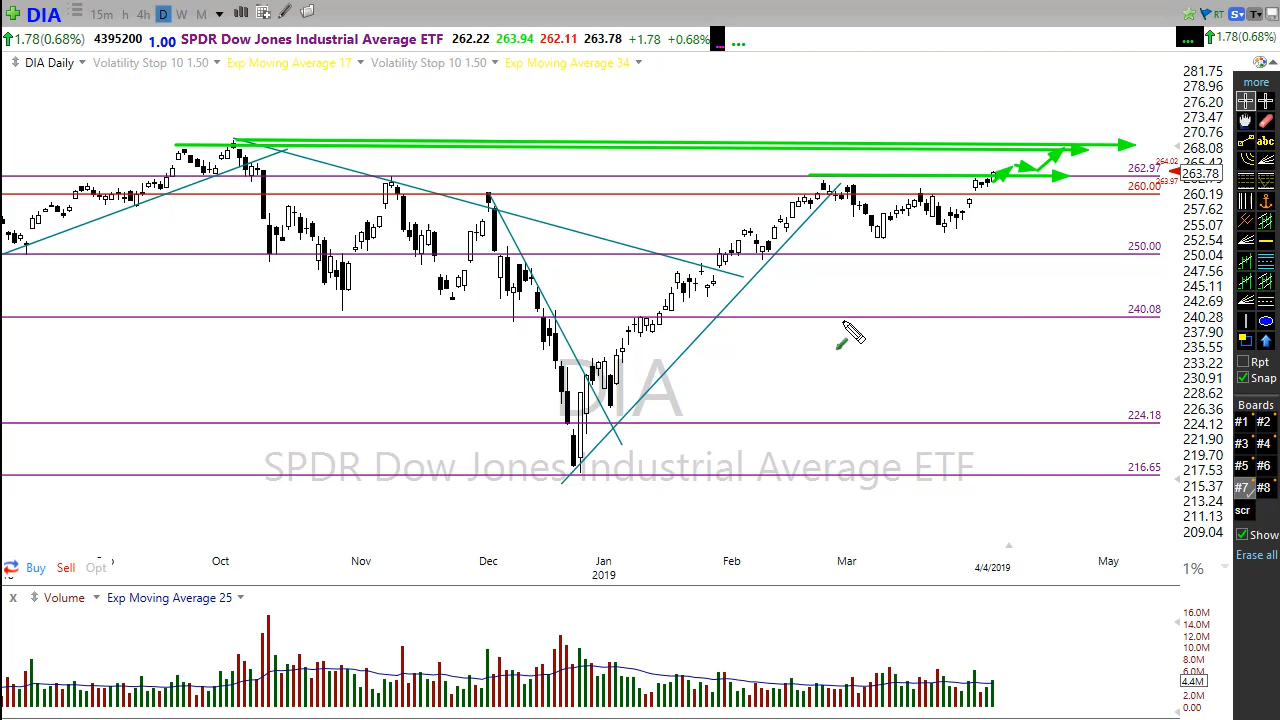 DIA 15m h 4h D W M RT S T
1.78(0.68%) 4395200 1.00 SPDR Dow Jones Industrial Average ETF 262.22 263.94 262.11 263.78 +1.78 +0.68% ... ... ... 1.78(0.68%)
DIA Daily Volatility Stop 10 1.50 Exp Moving Average 17 Volatility Stop 10 1.50 Exp Moving Average 34
more
abc
281.75
278.96
276.20
273.47
270.76
268.08
265.42
264.02
262.97
263.78
263.97
260.00
260.19
257.62
255.07
252.54
250.00
250.04
247.56
245.11
242.69
240.08
240.28
237.90
235.55
233.22
230.91
228.62
226.36
224.18
224.12
221.90
219.70
216.65
217.53
215.37
213.24
211.13
209.04
DIA
SPDR Dow Jones Industrial Average ETF
Rpt
Snap
Boards
#1 #2
#3 #4
#5 #6
#7 #8
scr
Show
Erase all
Oct Nov Dec Jan Feb Mar May
2019 4/4/2019
Buy Sell Opt 1%
x Volume Exp Moving Average 25
16.0M
14.0M
12.0M
10.0M
8.0M
6.0M
4.4M
2.0M
0.00